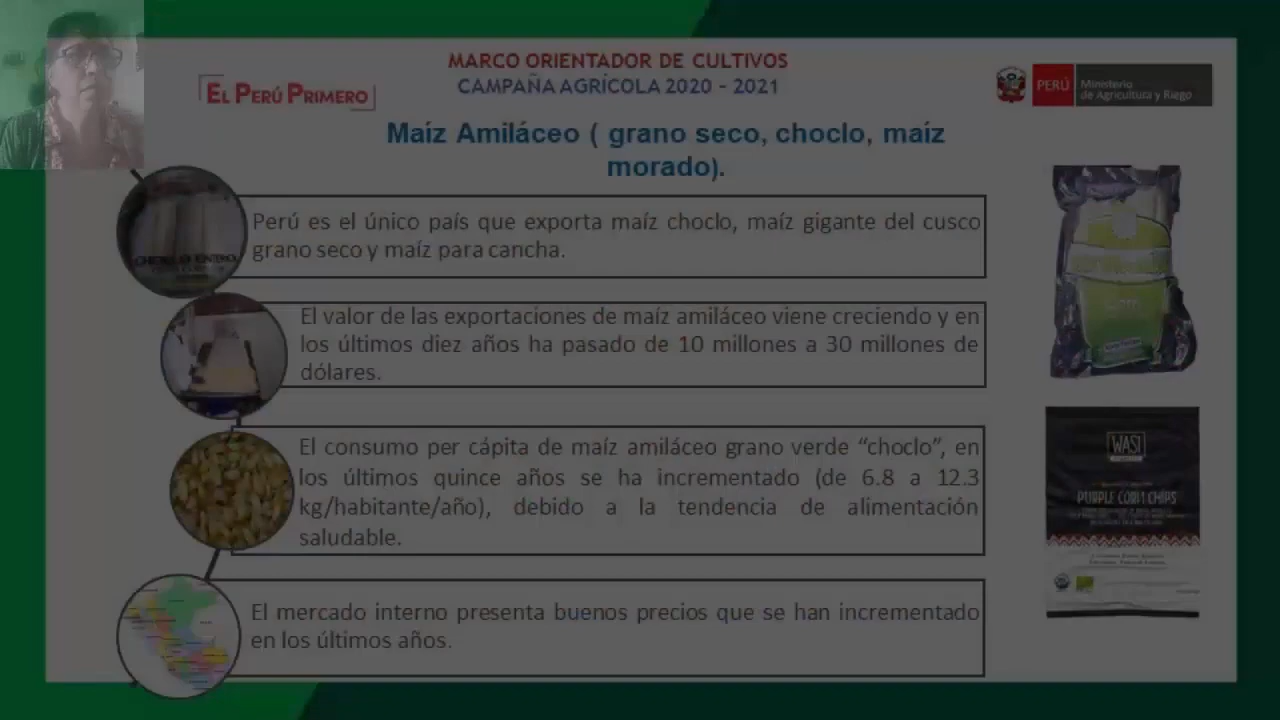 MARCO ORIENTADOR DE CULTIVOS
CAMPAÑA AGRÍCOLA 2020 - 2021
EL PERÚ PRIMERO
PERÚ
Ministerio
de Agricultura y Riego
Maíz Amiláceo ( grano seco, choclo, maíz
morado).
Perú es el único país que exporta maíz choclo, maíz gigante del cusco
grano seco y maíz para cancha.
El valor de las exportaciones de maíz amiláceo viene creciendo y en
los últimos diez años ha pasado de 10 millones a 30 millones de
dólares.
El consumo per cápita de maíz amiláceo grano verde “choclo”, en
los últimos quince años se ha incrementado (de 6.8 a 12.3
kg/habitante/año), debido a la tendencia de alimentación
saludable.
El mercado interno presenta buenos precios que se han incrementado
en los últimos años.
WASI
PURPLE CORN CHIPS